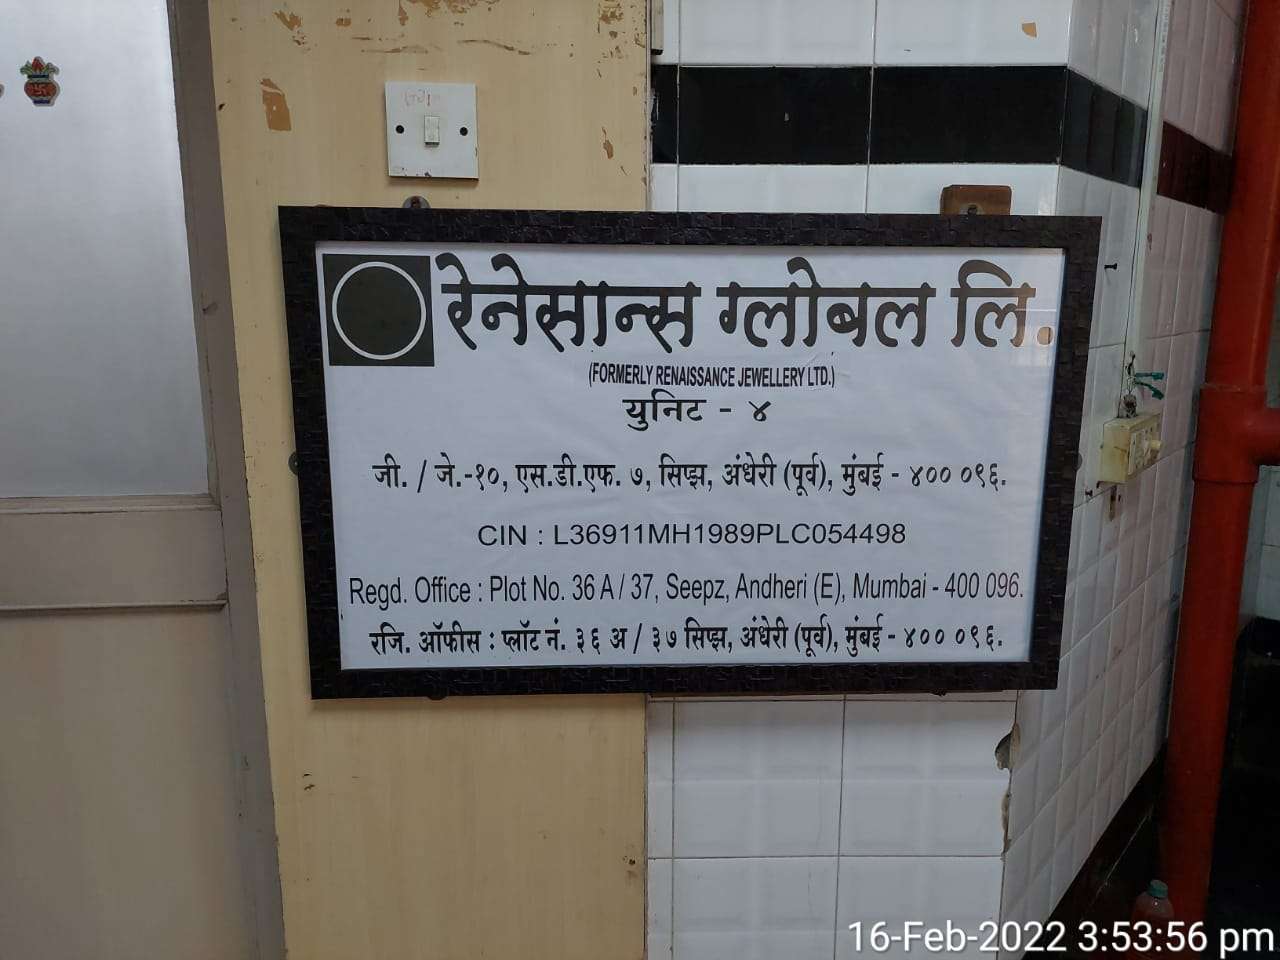 रेनेसान्स ग्लोबल लि.
(FORMERLY RENAISSANCE JEWELLERY LTD.)
युनिट - ४
जी. / जे.-१०, एस.डी.एफ. ७, सिप्झ, अंधेरी (पूर्व), मुंबई - ४०० ०९६.
CIN : L36911MH1989PLC054498
Regd. Office : Plot No. 36 A / 37, Seepz, Andheri (E), Mumbai - 400 096.
रजि. ऑफीस : प्लॉट नं. ३६ अ / ३७ सिप्झ, अंधेरी (पूर्व), मुंबई - ४०० ०९६.
16-Feb-2022 3:53:56 pm